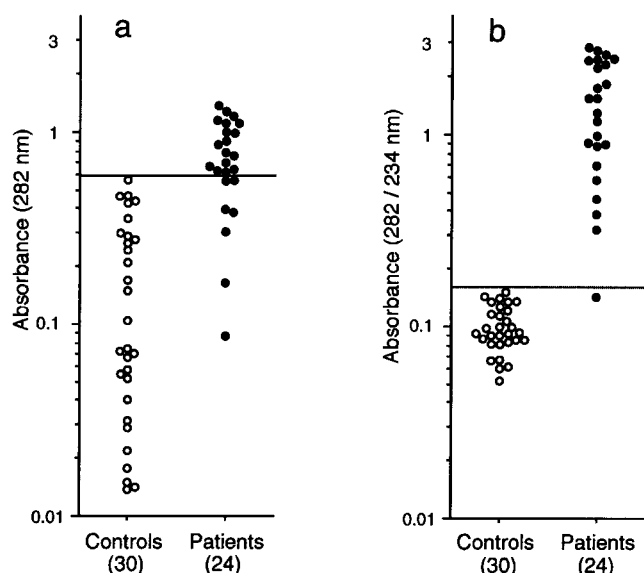 a
Absorbance (282 nm)
3
1
0.1
0.01
Controls
(30)
Patients
(24)
b
Absorbance (282 / 234 nm)
3
1
0.1
0.01
Controls
(30)
Patients
(24)